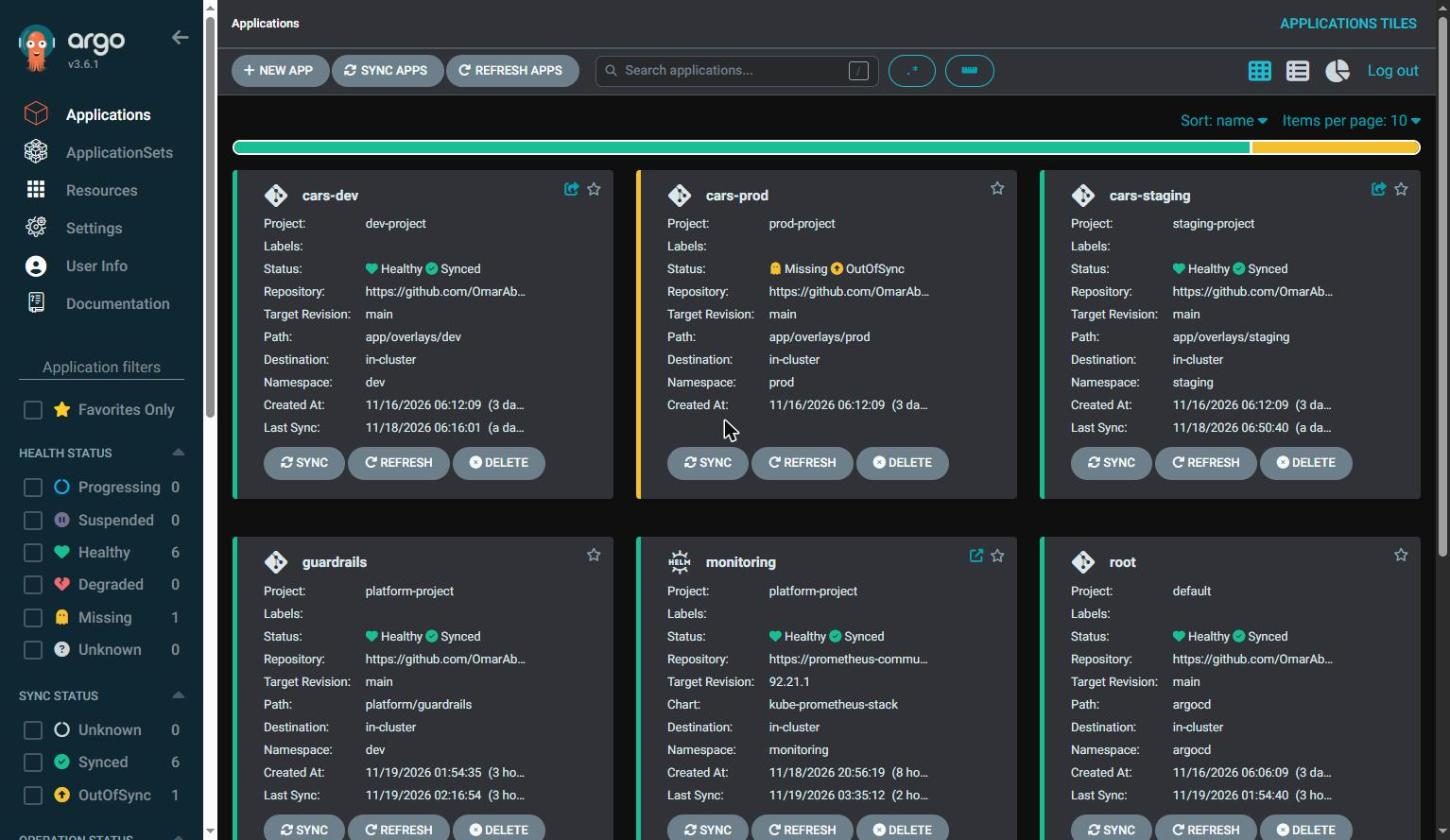 argo
v3.6.1
Applications
ApplicationSets
Resources
Settings
User Info
Documentation
Application filters
Favorites Only
HEALTH STATUS
Progressing 0
Suspended 0
Healthy 6
Degraded 0
Missing 1
Unknown 0
SYNC STATUS
Unknown 0
Synced 6
OutOfSync 1
OPERATION STATUS
Applications
APPLICATIONS TILES
+ NEW APP SYNC APPS REFRESH APPS Search applications... / .* Log out
Sort: name Items per page: 10
cars-dev
Project: dev-project
Labels:
Status: Healthy Synced
Repository: https://github.com/OmarAb...
Target Revision: main
Path: app/overlays/dev
Destination: in-cluster
Namespace: dev
Created At: 11/16/2026 06:12:09 (3 da...
Last Sync: 11/18/2026 06:16:01 (a da...
SYNC REFRESH DELETE
cars-prod
Project: prod-project
Labels:
Status: Missing OutOfSync
Repository: https://github.com/OmarAb...
Target Revision: main
Path: app/overlays/prod
Destination: in-cluster
Namespace: prod
Created At: 11/16/2026 06:12:09 (3 da...
SYNC REFRESH DELETE
cars-staging
Project: staging-project
Labels:
Status: Healthy Synced
Repository: https://github.com/OmarAb...
Target Revision: main
Path: app/overlays/staging
Destination: in-cluster
Namespace: staging
Created At: 11/16/2026 06:12:09 (3 da...
Last Sync: 11/18/2026 06:50:40 (a da...
SYNC REFRESH DELETE
guardrails
Project: platform-project
Labels:
Status: Healthy Synced
Repository: https://github.com/OmarAb...
Target Revision: main
Path: platform/guardrails
Destination: in-cluster
Namespace: dev
Created At: 11/19/2026 01:54:35 (3 ho...
Last Sync: 11/19/2026 02:16:54 (3 ho...
SYNC REFRESH DELETE
HELM
monitoring
Project: platform-project
Labels:
Status: Healthy Synced
Repository: https://prometheus-commu...
Target Revision: 92.21.1
Chart: kube-prometheus-stack
Destination: in-cluster
Namespace: monitoring
Created At: 11/18/2026 20:56:19 (8 ho...
Last Sync: 11/19/2026 03:35:12 (2 ho...
SYNC REFRESH DELETE
root
Project: default
Labels:
Status: Healthy Synced
Repository: https://github.com/OmarAb...
Target Revision: main
Path: argocd
Destination: in-cluster
Namespace: argocd
Created At: 11/16/2026 06:06:09 (3 da...
Last Sync: 11/19/2026 01:54:40 (3 ho...
SYNC REFRESH DELETE